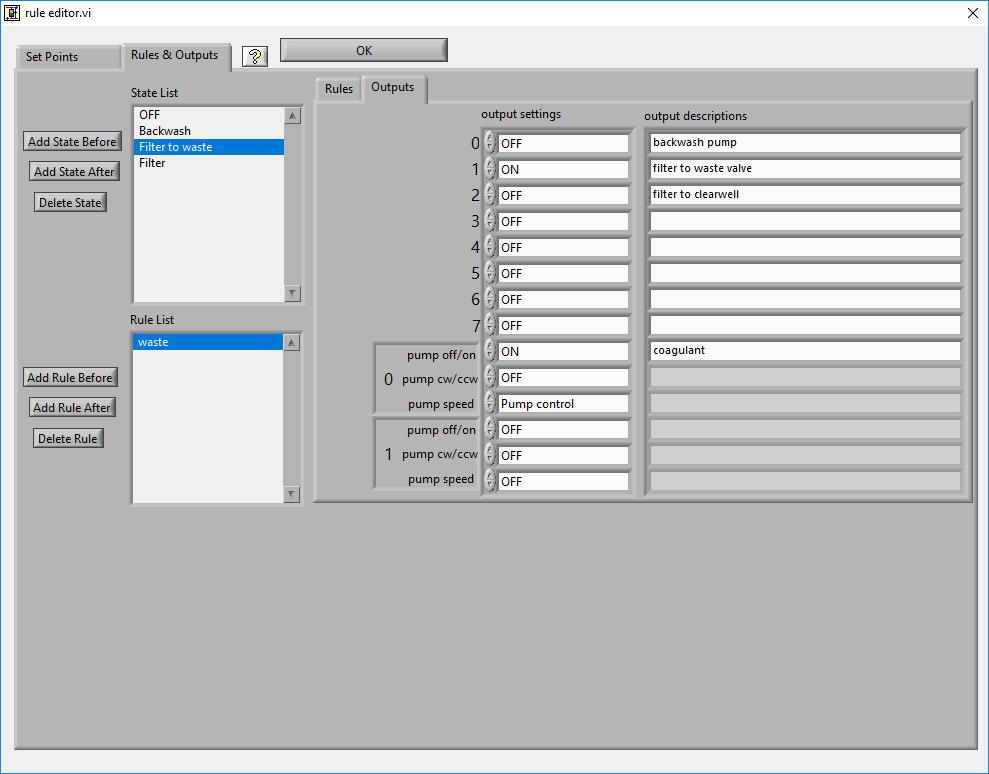 rule editor.vi
Set Points
Rules & Outputs
?
OK
State List
OFF
Backwash
Filter to waste
Filter
Add State Before
Add State After
Delete State
Rule List
waste
Add Rule Before
Add Rule After
Delete Rule
Rules
Outputs
output settings
output descriptions
0 OFF backwash pump
1 ON filter to waste valve
2 OFF filter to clearwell
3 OFF
4 OFF
5 OFF
6 OFF
7 OFF
pump off/on ON coagulant
0 pump cw/ccw OFF
pump speed Pump control
pump off/on OFF
1 pump cw/ccw OFF
pump speed OFF